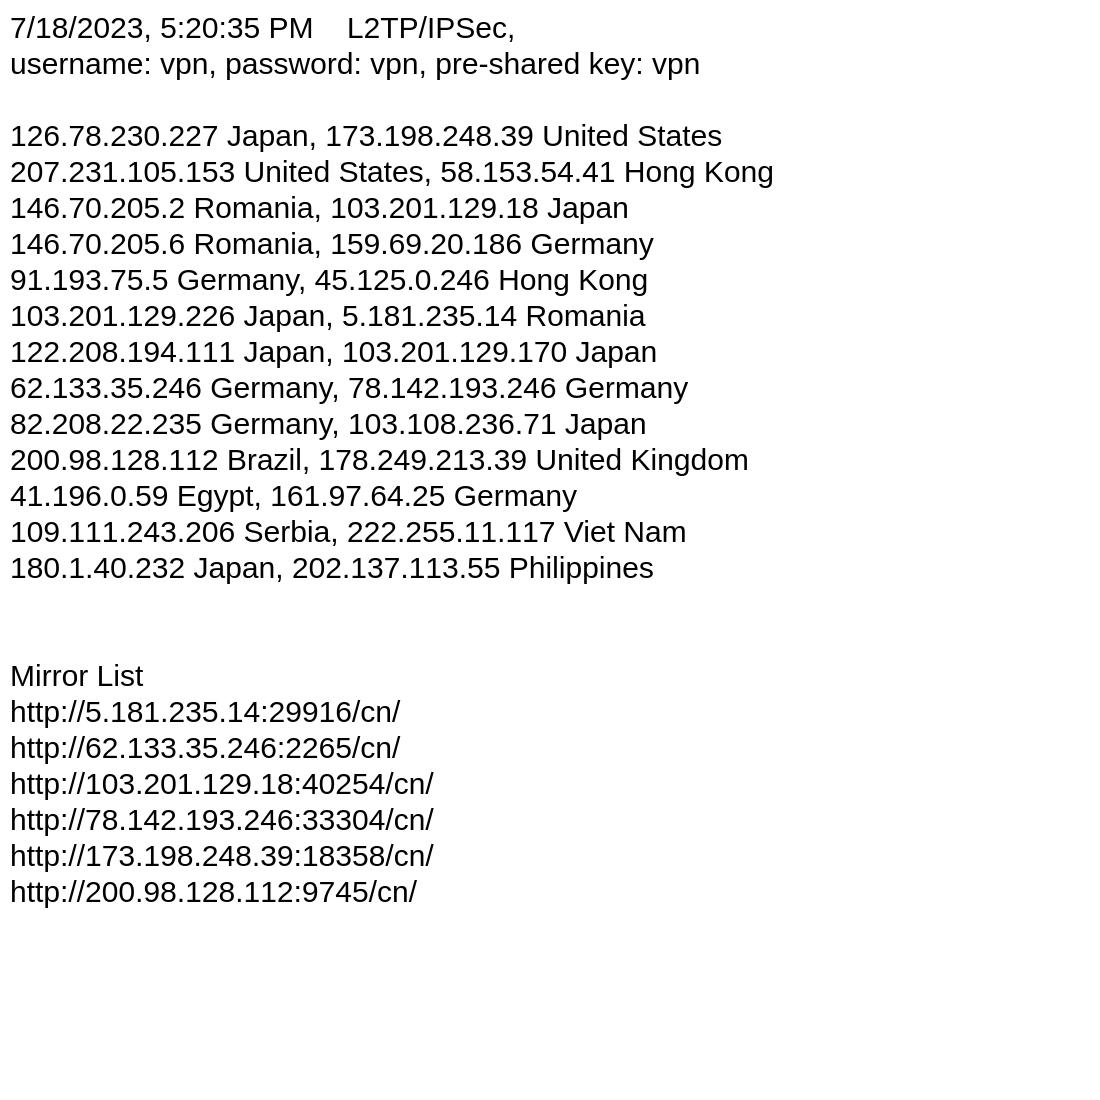 7/18/2023, 5:20:35 PM    L2TP/IPSec,
username: vpn, password: vpn, pre-shared key: vpn
126.78.230.227 Japan, 173.198.248.39 United States
207.231.105.153 United States, 58.153.54.41 Hong Kong
146.70.205.2 Romania, 103.201.129.18 Japan
146.70.205.6 Romania, 159.69.20.186 Germany
91.193.75.5 Germany, 45.125.0.246 Hong Kong
103.201.129.226 Japan, 5.181.235.14 Romania
122.208.194.111 Japan, 103.201.129.170 Japan
62.133.35.246 Germany, 78.142.193.246 Germany
82.208.22.235 Germany, 103.108.236.71 Japan
200.98.128.112 Brazil, 178.249.213.39 United Kingdom
41.196.0.59 Egypt, 161.97.64.25 Germany
109.111.243.206 Serbia, 222.255.11.117 Viet Nam
180.1.40.232 Japan, 202.137.113.55 Philippines
Mirror List
http://5.181.235.14:29916/cn/
http://62.133.35.246:2265/cn/
http://103.201.129.18:40254/cn/
http://78.142.193.246:33304/cn/
http://173.198.248.39:18358/cn/
http://200.98.128.112:9745/cn/